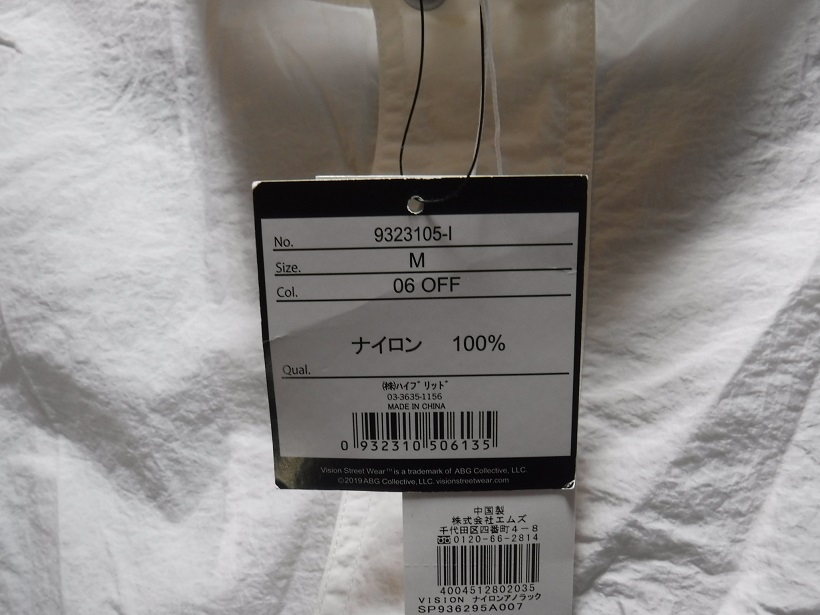 No. 9323105-I
Size. M
Col. 06 OFF
ナイロン 100%
Qual.
㈱ハイブリッド
03-3635-1156
MADE IN CHINA
0 932310 506135
Vision Street Wear™ is a trademark of ABG Collective, LLC.
©2019 ABG Collective, LLC. visionstreetwear.com
中国製
株式会社エムズ
千代田区四番町4-8
0120-66-2814
4004512802035
VISION ナイロンアノラック
SP936295A007